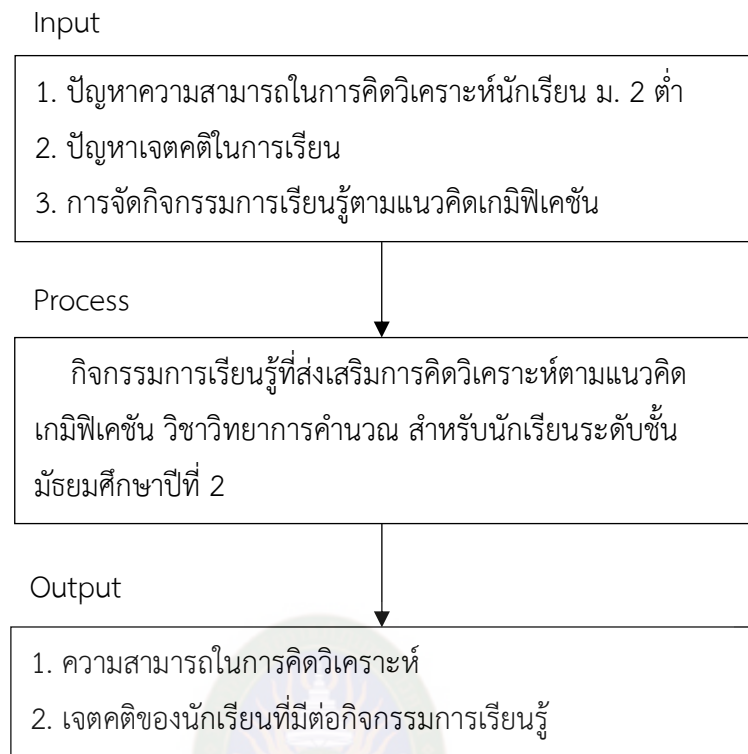 Input
1. ปัญหาความสามารถในการคิดวิเคราะห์นักเรียน ม. 2 ต่ำ
2. ปัญหาเจตคติในการเรียน
3. การจัดกิจกรรมการเรียนรู้ตามแนวคิดเกมิฟิเคชัน
Process
กิจกรรมการเรียนรู้ที่ส่งเสริมการคิดวิเคราะห์ตามแนวคิด
เกมิฟิเคชัน วิชาวิทยาการคำนวณ สำหรับนักเรียนระดับชั้น
มัธยมศึกษาปีที่ 2
Output
1. ความสามารถในการคิดวิเคราะห์
2. เจตคติของนักเรียนที่มีต่อกิจกรรมการเรียนรู้